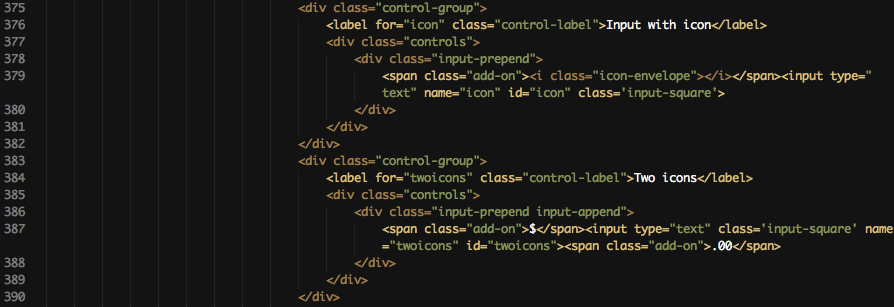 375 <div class="control-group">
376 <label for="icon" class="control-label">Input with icon</label>
377 <div class="controls">
378 <div class="input-prepend">
379 <span class="add-on"><i class="icon-envelope"></i></span><input type="
text" name="icon" id="icon" class='input-square'>
380 </div>
381 </div>
382 </div>
383 <div class="control-group">
384 <label for="twoicons" class="control-label">Two icons</label>
385 <div class="controls">
386 <div class="input-prepend input-append">
387 <span class="add-on">$</span><input type="text" class='input-square' name
="twoicons" id="twoicons"><span class="add-on">.00</span>
388 </div>
389 </div>
390 </div>